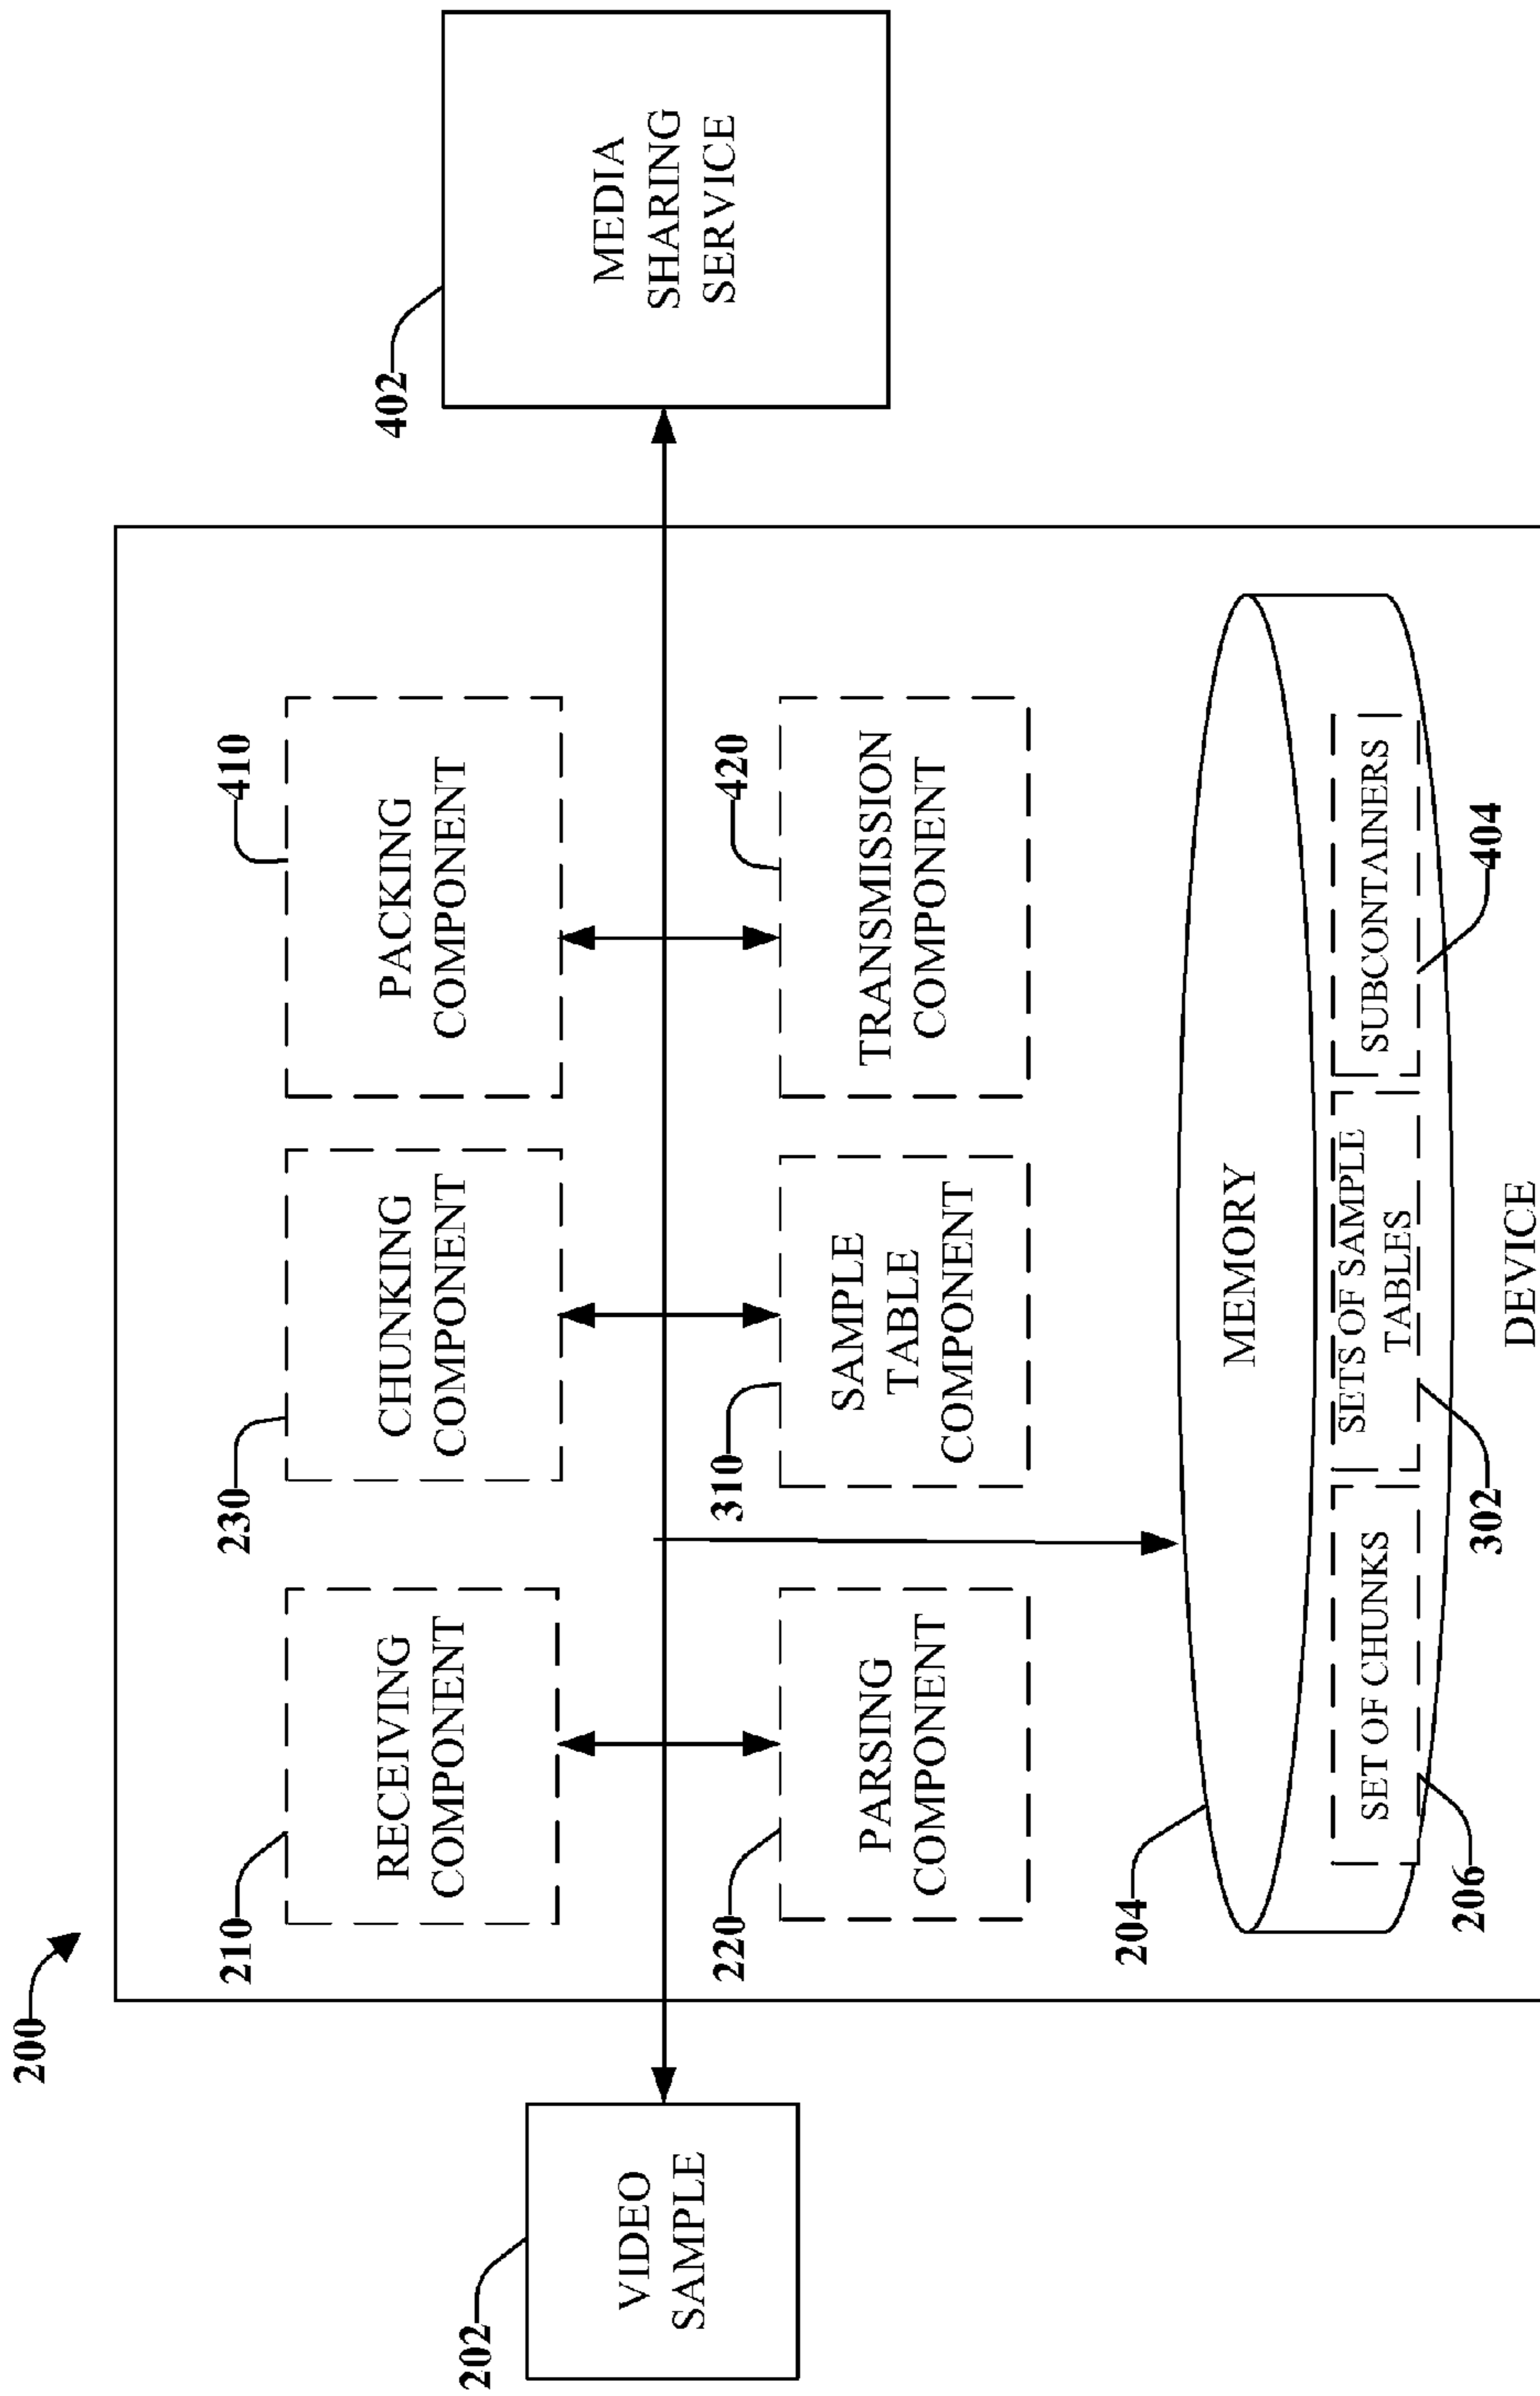 200
210
RECEIVING
COMPONENT
230
CHUNKING
COMPONENT
410
PACKING
COMPONENT
402
MEDIA
SHARING
SERVICE
202
VIDEO
SAMPLE
220
PARSING
COMPONENT
310
SAMPLE
TABLE
COMPONENT
420
TRANSMISSION
COMPONENT
204
MEMORY
SET OF CHUNKS
SETS OF SAMPLE
TABLES
SUBCONTAINERS
206
302
404
DEVICE